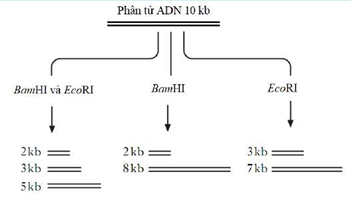 Phân tử ADN 10 kb
BamHI và EcoRI
BamHI
EcoRI
2kb
3kb
5kb
2kb
8kb
3kb
7kb